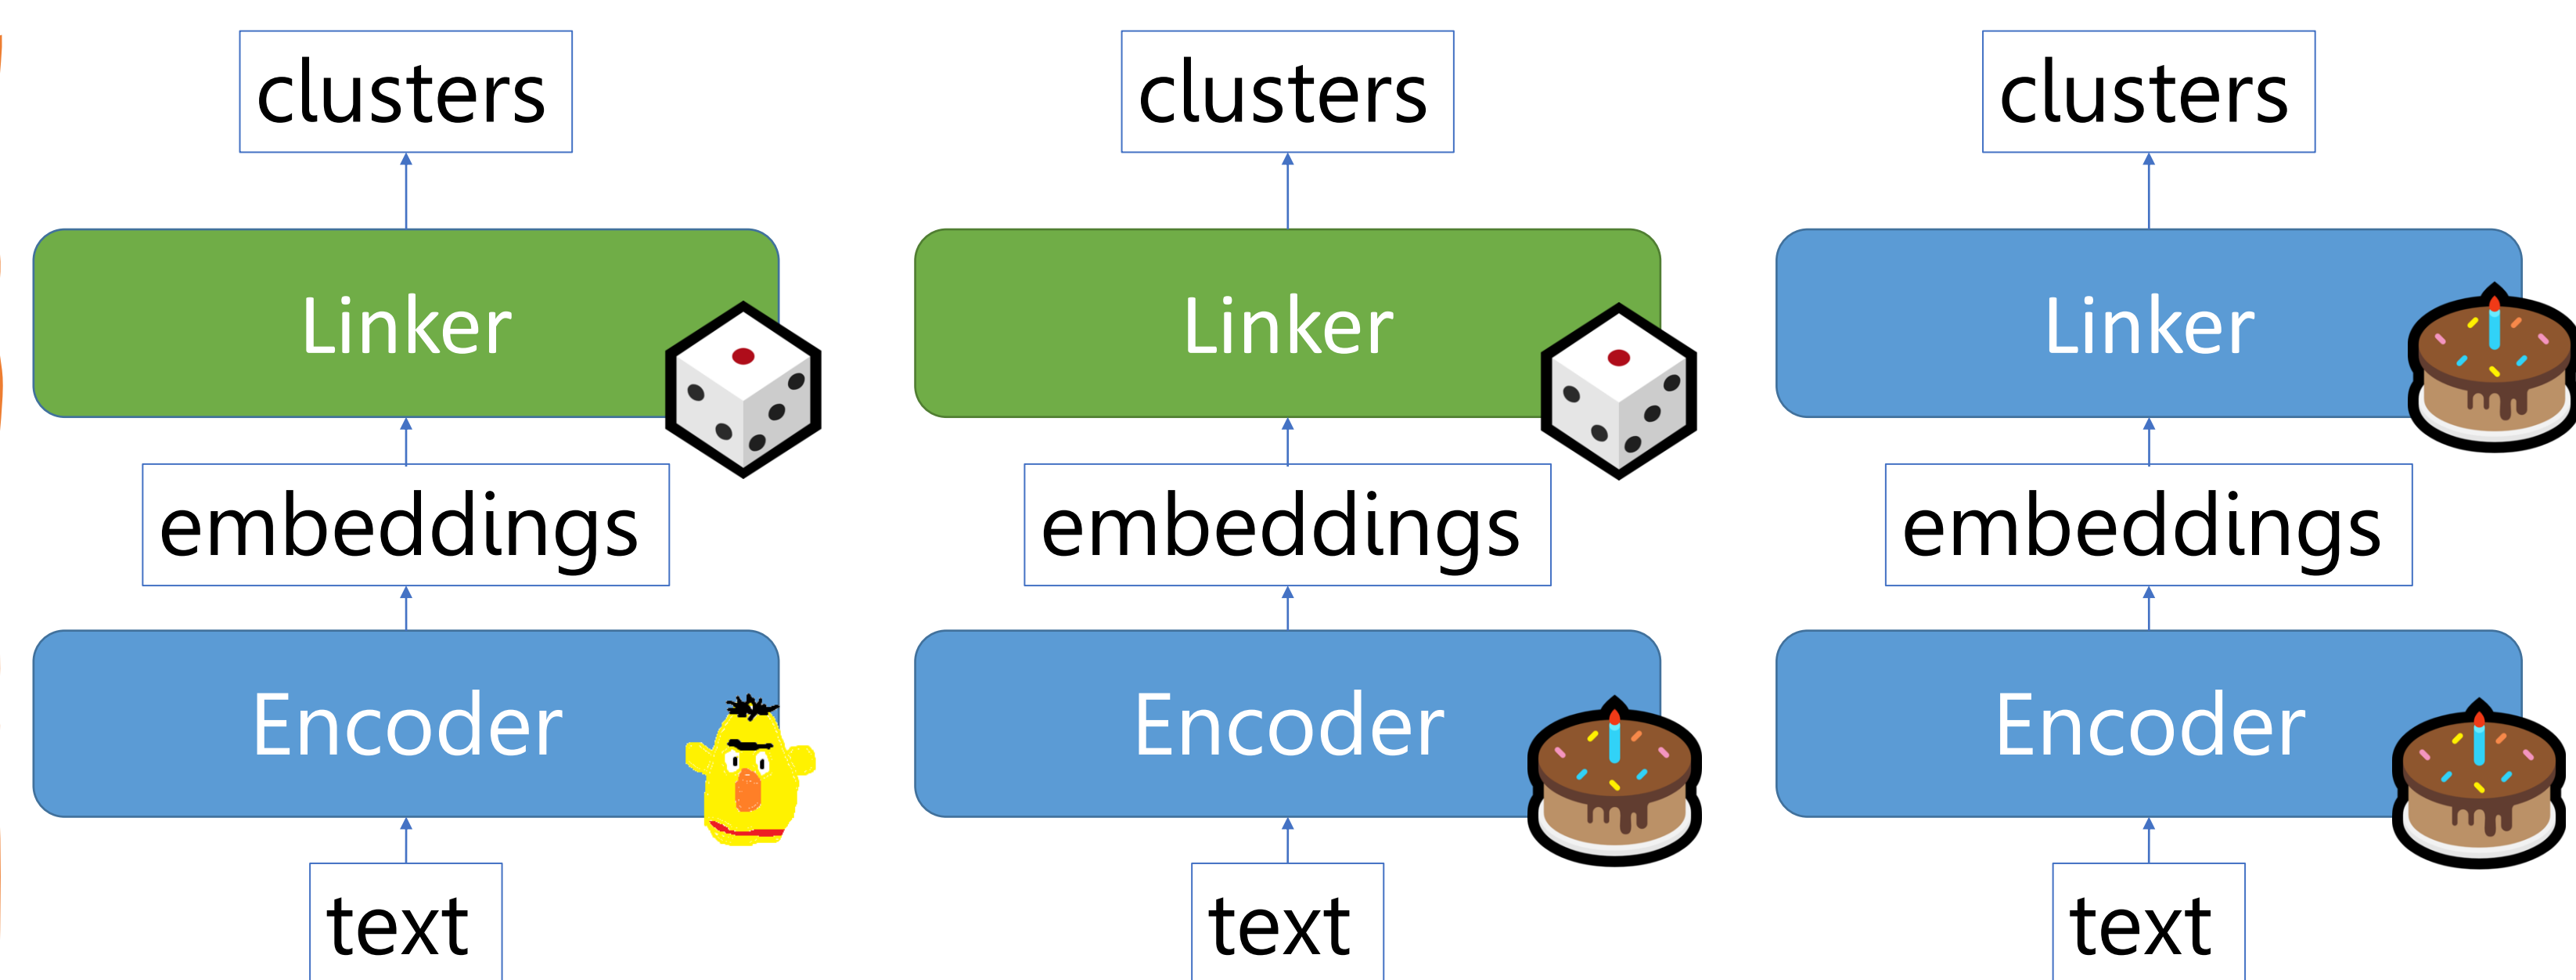 clusters clusters clusters
Linker Linker Linker
embeddings embeddings embeddings
Encoder Encoder Encoder
text text text